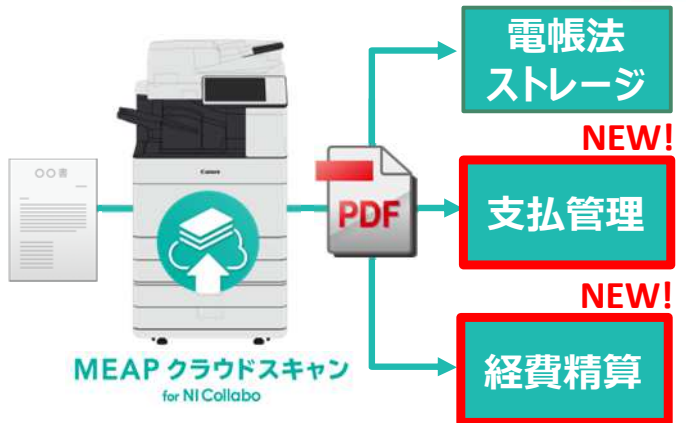 電帳法
ストレージ
NEW!
○○書
Canon
PDF
支払管理
NEW!
経費精算
MEAP クラウドスキャン
for NI Collabo